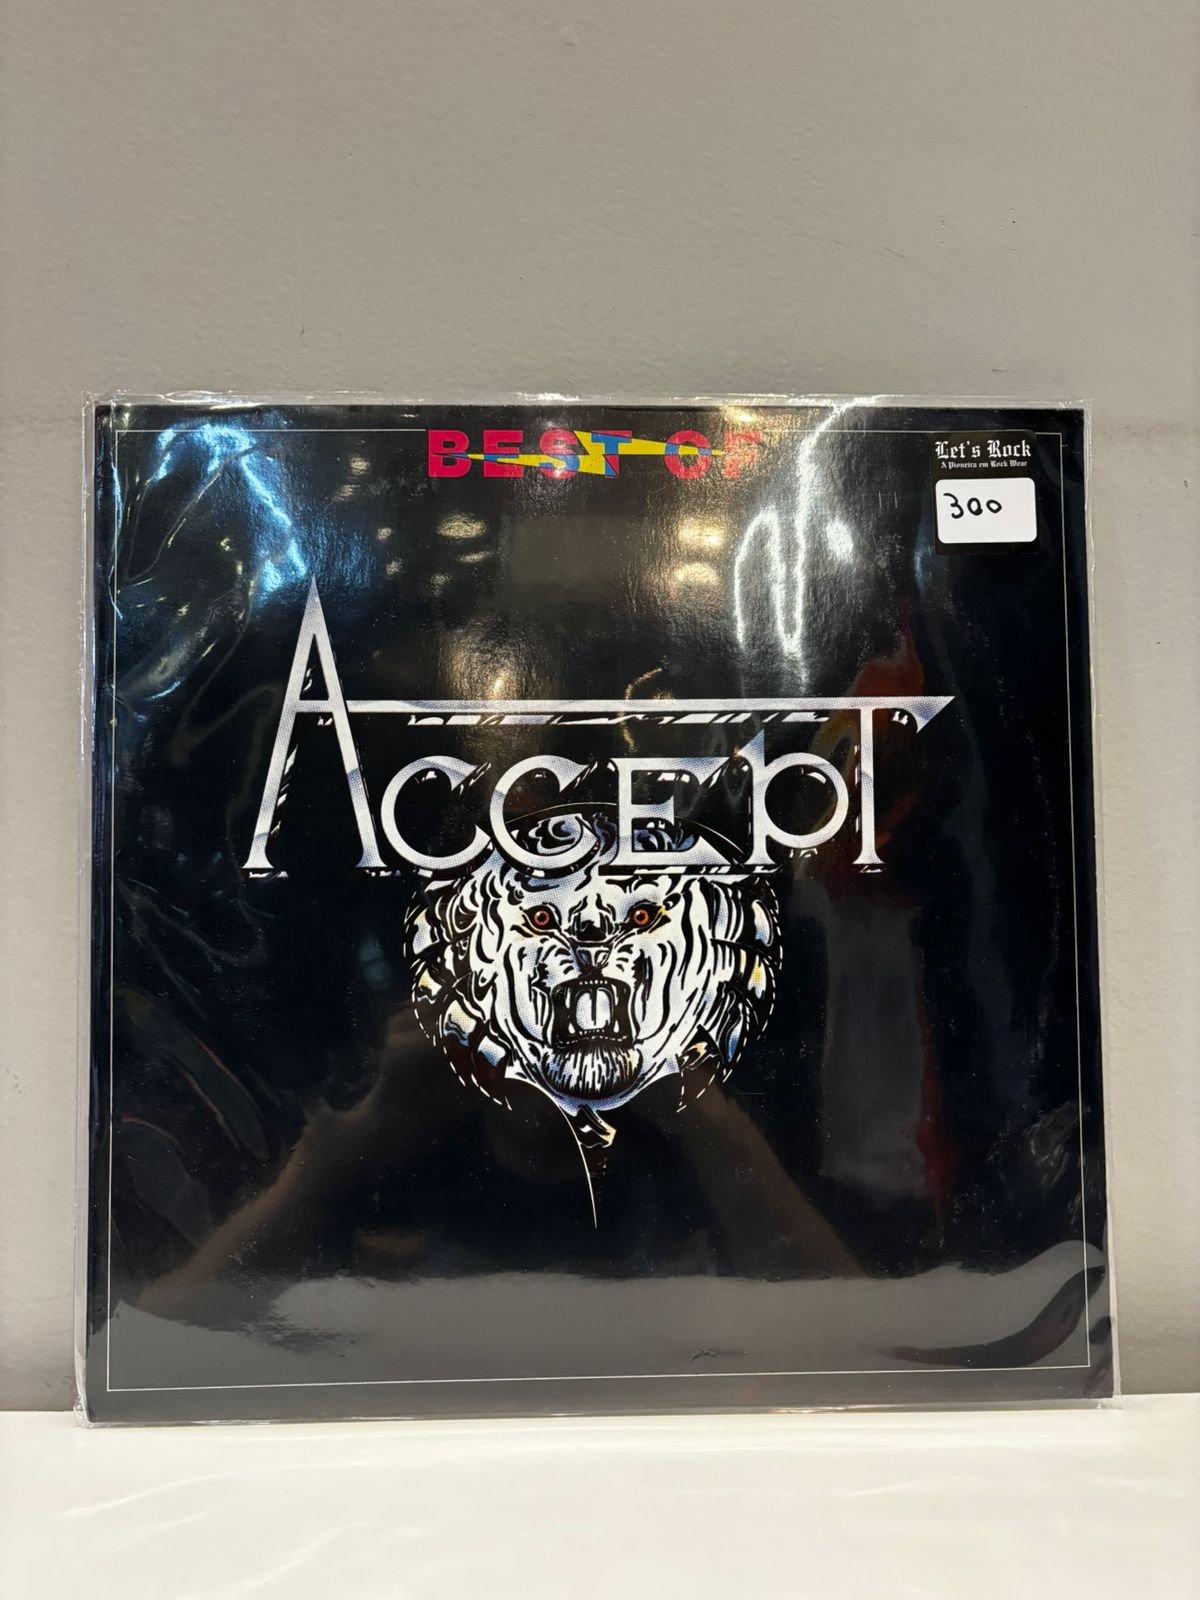 BEST OF
Let's Rock
A Pioneira em Rock Wear
300
ACCEPT